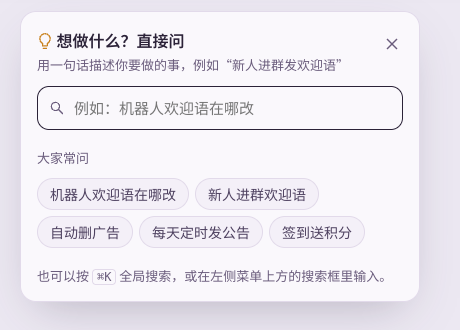 想做什么？直接问
用一句话描述你要做的事，例如“新人进群发欢迎语”
例如：机器人欢迎语在哪改
大家常问
机器人欢迎语在哪改
新人进群欢迎语
自动删广告
每天定时发公告
签到送积分
也可以按 ⌘K 全局搜索，或在左侧菜单上方的搜索框里输入。